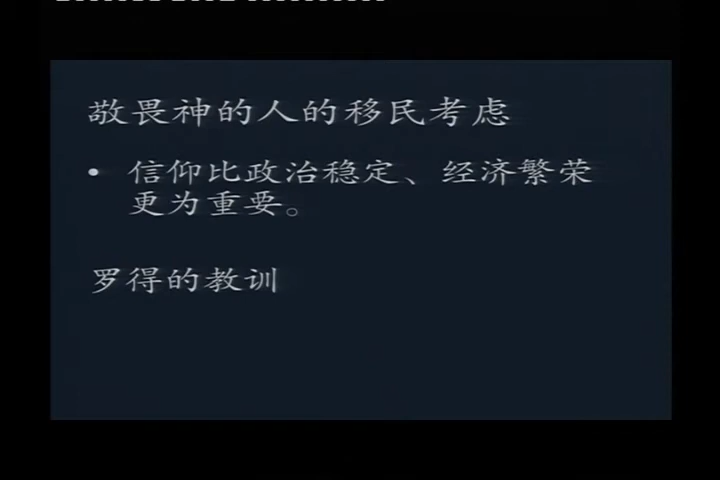 敬畏神的人的移民考虑
• 信仰比政治稳定、经济繁荣
更为重要。
罗得的教训